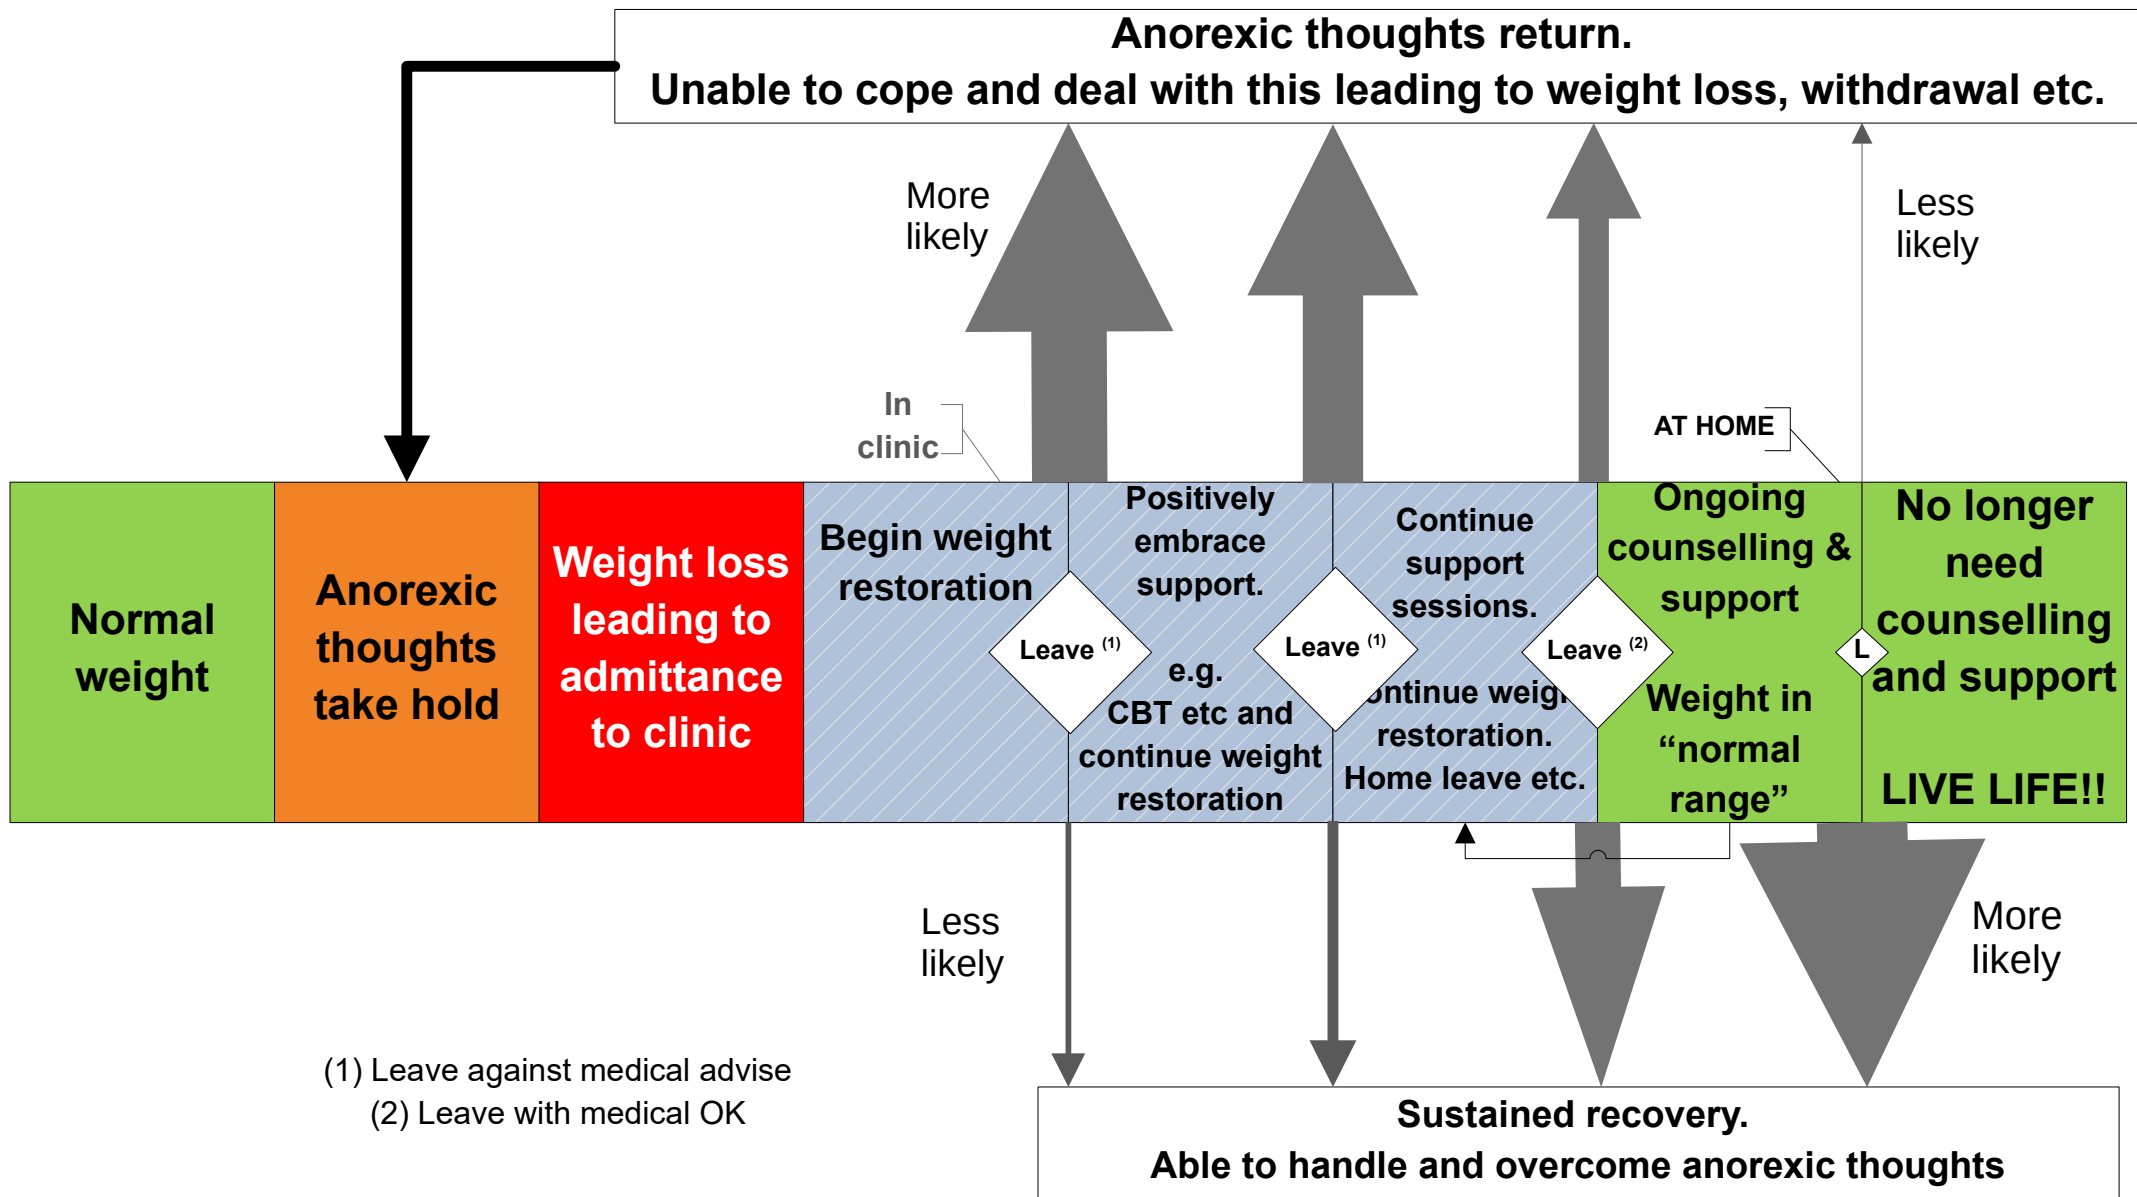 Anorexic thoughts return.
Unable to cope and deal with this leading to weight loss, withdrawal etc.
More
likely
Less
likely
In
clinic
AT HOME
Normal
weight
Anorexic
thoughts
take hold
Weight loss
leading to
admittance
to clinic
Begin weight
restoration
Leave (1)
Positively
embrace
support.
e.g.
CBT etc and
continue weight
restoration
Leave (1)
Continue
support
sessions.
ontinue weigh
restoration.
Home leave etc.
Leave (2)
Ongoing
counselling &
support
Weight in
“normal
range”
L
No longer
need
counselling
and support
LIVE LIFE!!
Less
likely
More
likely
(1) Leave against medical advise
(2) Leave with medical OK
Sustained recovery.
Able to handle and overcome anorexic thoughts